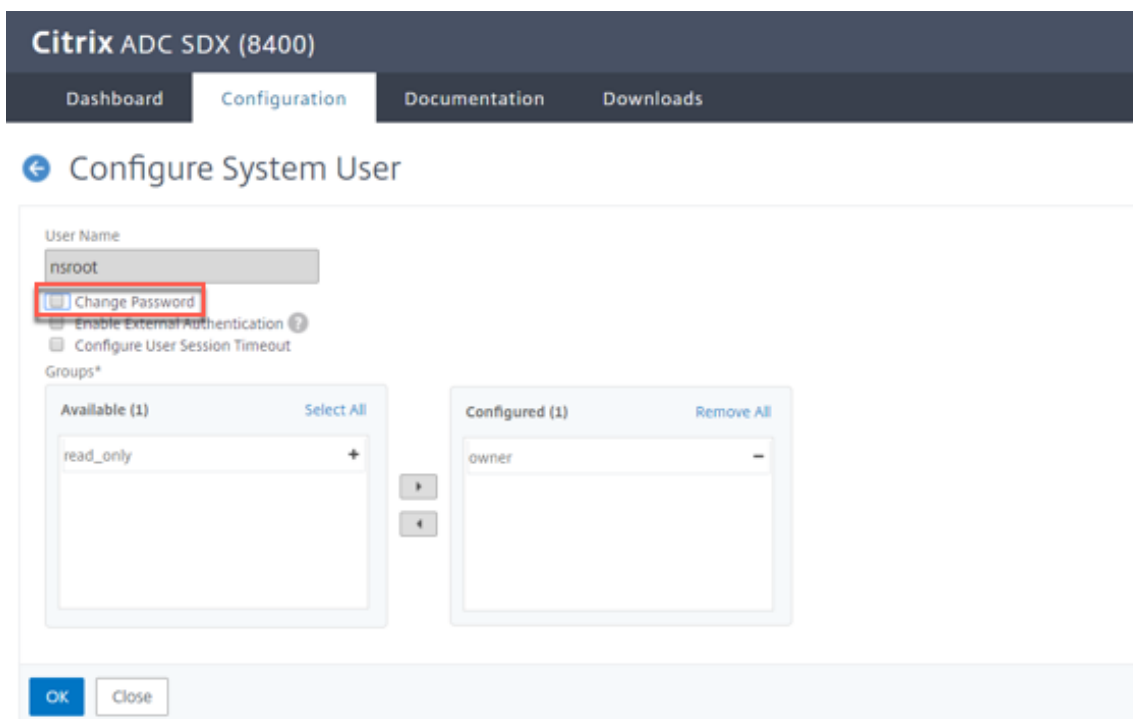 Citrix ADC SDX (8400)
Dashboard Configuration Documentation Downloads
Configure System User
User Name
nsroot
Change Password
Enable External Authentication ?
Configure User Session Timeout
Groups*
Available (1) Select All
read_only +
Configured (1) Remove All
owner −
OK Close